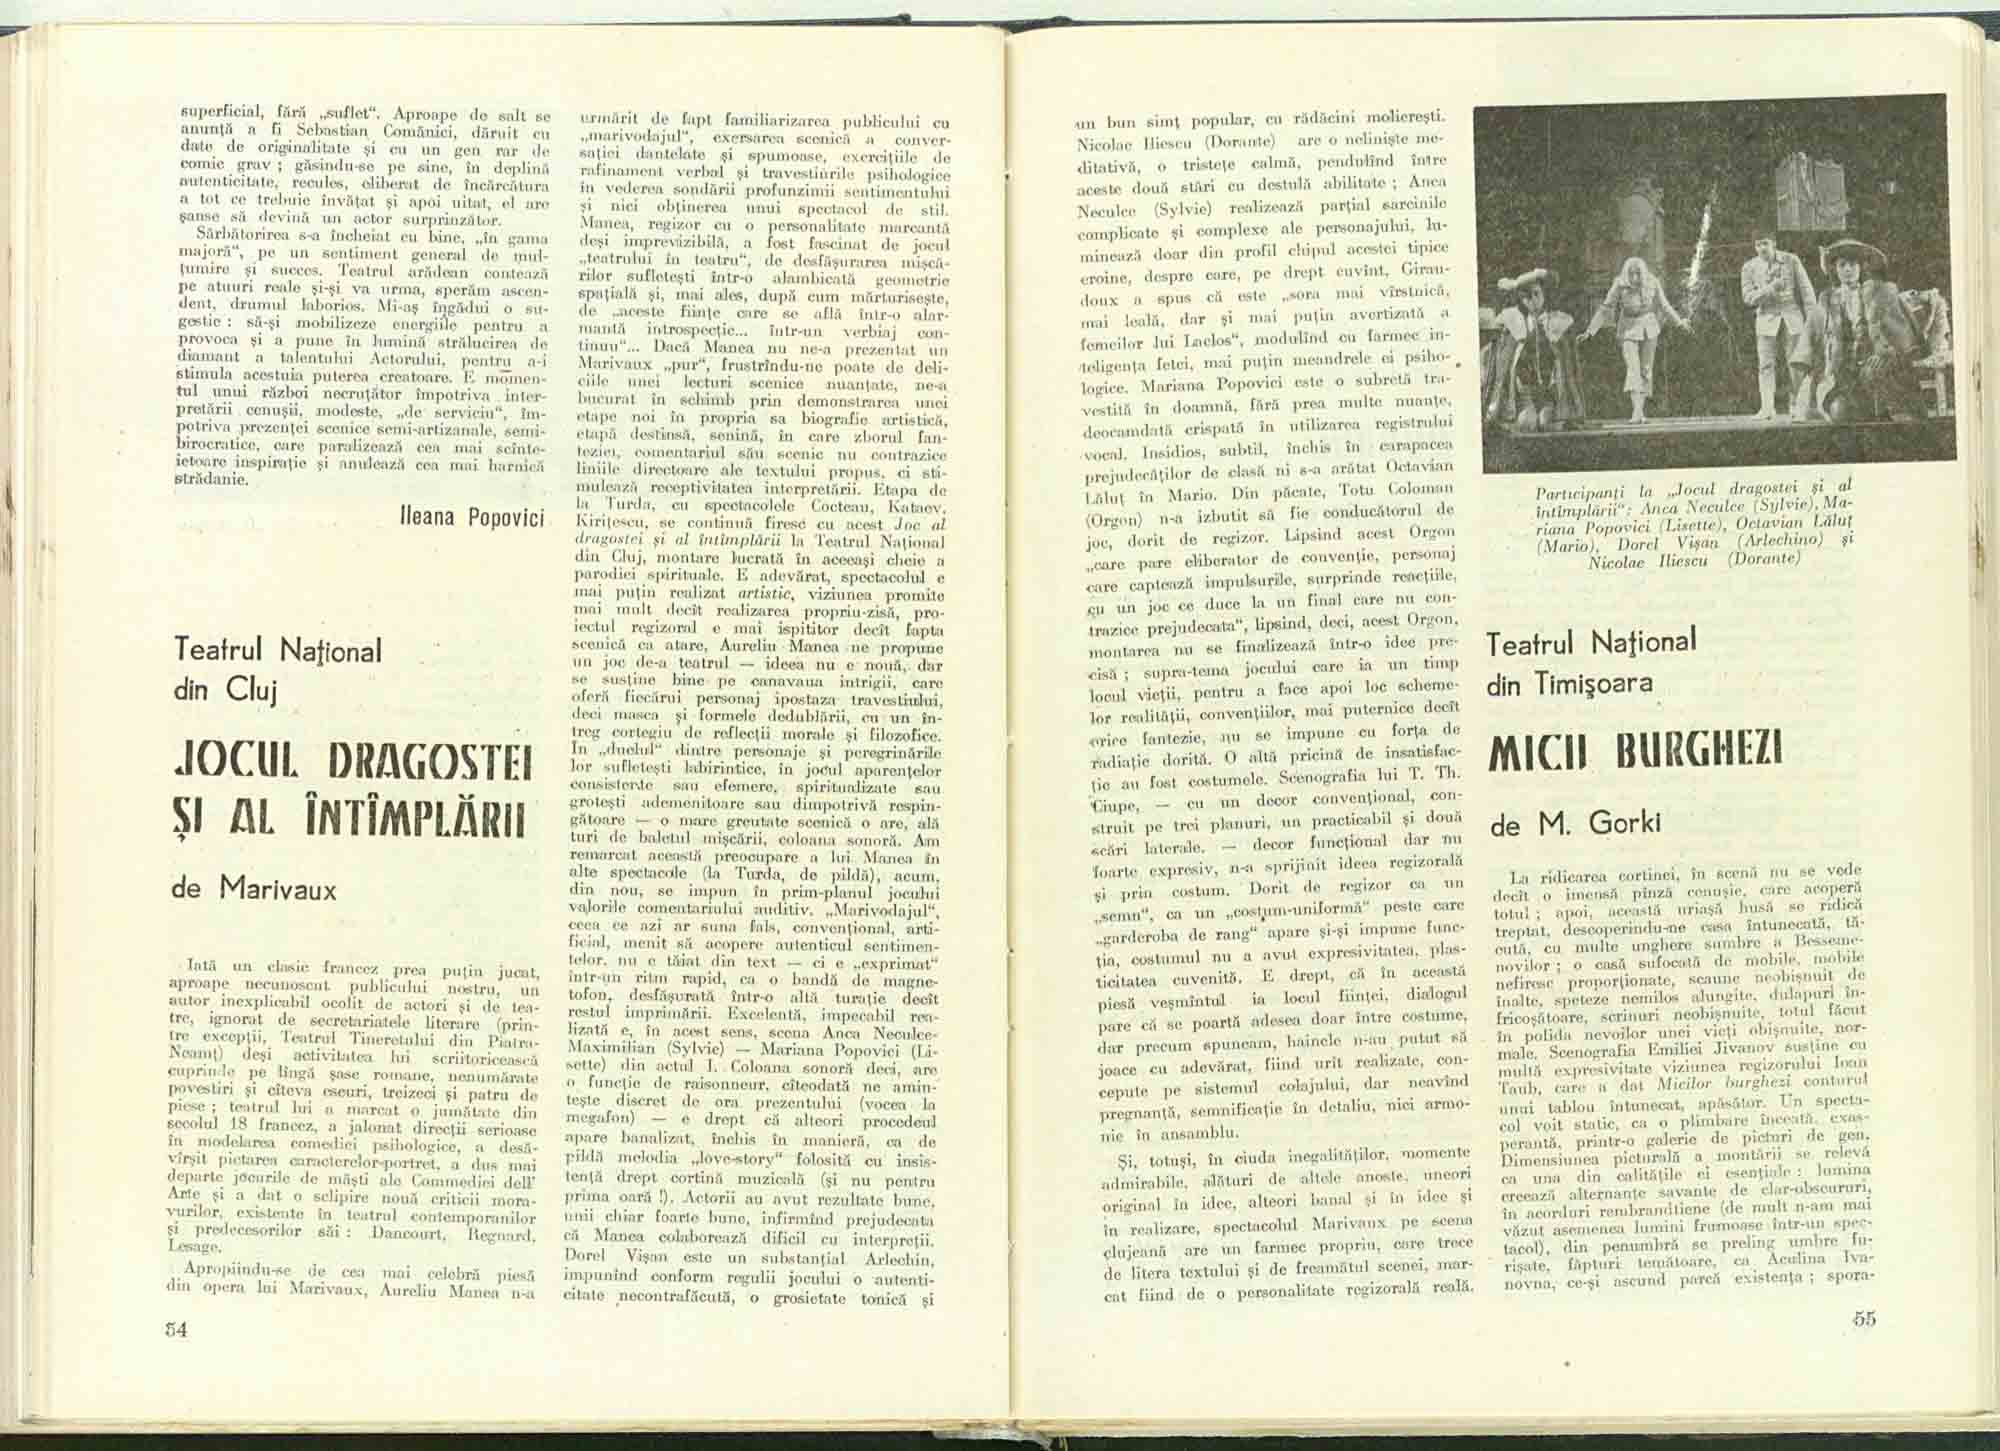 superficial, fără „suflet“. Aproape de salt se
anunță a fi Sebastian Comănici, dăruit cu
date de originalitate și cu un gen rar de
comic grav ; găsindu-se pe sine, în deplină
autenticitate, recules, eliberat de încărcătura
a tot ce trebuie învățat și apoi uitat, el are
șanse să devină un actor surprinzător.
Sărbătorirea s-a încheiat cu bine, „în gama
majoră“, pe un sentiment general de mul-
țumire și succes. Teatrul arădean contează
pe atuuri reale și-și va urma, sperăm ascen-
dent, drumul laborios. Mi-aș îngădui o su-
gestie : să-și mobilizeze energiile pentru a
provoca și a pune în lumină strălucirea de
diamant a talentului Actorului, pentru a-i
stimula acestuia puterea creatoare. E momen-
tul unui război necruțător împotriva inter-
pretării cenușii, modeste, „de serviciu“, îm-
potriva prezenței scenice semi-artizanale, semi-
birocratice, care paralizează cea mai scînte-
ietoare inspirație și anulează cea mai harnică
strădanie.
Ileana Popovici
Teatrul Național
din Cluj
JOCUL DRAGOSTEI
ȘI AL ÎNTÎMPLĂRII
de Marivaux
Iată un clasic francez prea puțin jucat,
aproape necunoscut publicului nostru, un
autor inexplicabil ocolit de actori și de tea-
tre, ignorat de secretariatele literare (prin-
tre excepții, Teatrul Tineretului din Piatra-
Neamț) deși activitatea lui scriitoricească
cuprinde pe lîngă șase romane, nenumărate
povestiri și cîteva eseuri, treizeci și patru de
piese ; teatrul lui a marcat o jumătate din
secolul 18 francez, a jalonat direcții serioase
în modelarea comediei psihologice, a desă-
vîrșit pictarea caracterelor-portret, a dus mai
departe jocurile de măști ale Commediei dell'
Arte și a dat o sclipire nouă criticii mora-
vurilor, existente în teatrul contemporanilor
și predecesorilor săi : Dancourt, Regnard,
Lesage.
Apropiindu-se de cea mai celebră piesă
din opera lui Marivaux, Aureliu Manea n-a
urmărit de fapt familiarizarea publicului cu
„marivodajul“, exersarea scenică a conver-
sației dantelate și spumoase, exercițiile de
rafinament verbal și travestiurile psihologice
în vederea sondării profunzimii sentimentului
și nici obținerea unui spectacol de stil.
Manea, regizor cu o personalitate marcantă
deși imprevizibilă, a fost fascinat de jocul
„teatrului în teatru“, de desfășurarea mișcă-
rilor sufletești într-o alambicată geometrie
spațială și, mai ales, după cum mărturisește,
de „aceste ființe care se află într-o alar-
mantă introspecție... într-un verbiaj con-
tinuu“... Dacă Manea nu ne-a prezentat un
Marivaux „pur“, frustrîndu-ne poate de deli-
ciile unei lecturi scenice nuanțate, ne-a
bucurat în schimb prin demonstrarea unei
etape noi în propria sa biografie artistică,
etapă destinsă, senină, în care zborul fan-
teziei, comentariul său scenic nu contrazice
liniile directoare ale textului propus, ci sti-
mulează receptivitatea interpretării. Etapa de
la Turda, cu spectacolele Cocteau, Kataev,
Kirițescu, se continuă firesc cu acest Joc al
dragostei și al întîmplării la Teatrul Național
din Cluj, montare lucrată în aceeași cheie a
parodiei spirituale. E adevărat, spectacolul e
mai puțin realizat artistic, viziunea promite
mai mult decît realizarea propriu-zisă, pro-
iectul regizoral e mai ispititor decît fapta
scenică ca atare, Aureliu Manea ne propune
un joc de-a teatrul — ideea nu e nouă, dar
se susține bine pe canavaua intrigii, care
oferă fiecărui personaj ipostaza travestiului,
deci masca și formele dedublării, cu un în-
treg cortegiu de reflecții morale și filozofice.
În „duelul“ dintre personaje și peregrinările
lor sufletești labirintice, în jocul aparențelor
consistente sau efemere, spiritualizate sau
grotești ademenitoare sau dimpotrivă respin-
gătoare — o mare greutate scenică o are, ală
turi de baletul mișcării, coloana sonoră. Am
remarcat această preocupare a lui Manea în
alte spectacole (la Turda, de pildă), acum,
din nou, se impun în prim-planul jocului
valorile comentariului auditiv. „Marivodajul“,
ceea ce azi ar suna fals, convențional, arti-
ficial, menit să acopere autenticul sentimen-
telor, nu e tăiat din text — ci e „exprimat“
într-un ritm rapid, ca o bandă de magne-
tofon, desfășurată într-o altă turație decît
restul imprimării. Excelentă, impecabil rea-
lizată e, în acest sens, scena Anca Neculce-
Maximilian (Sylvie) — Mariana Popovici (Li-
sette) din actul I. Coloana sonoră deci, are
o funcție de raisonneur, cîteodată ne amin-
tește discret de ora prezentului (vocea la
megafon) — e drept că alteori procedeul
apare banalizat, închis în manieră, ca de
pildă melodia „love-story“ folosită cu insis-
tență drept cortină muzicală (și nu pentru
prima oară !). Actorii au avut rezultate bune,
unii chiar foarte bune, infirmînd prejudecata
că Manea colaborează dificil cu interpreții.
Dorel Vișan este un substanțial Arlechin,
impunînd conform regulii jocului o autenti-
citate necontrafăcută, o grosietate tonică și
54
un bun simț popular, cu rădăcini molierești.
Nicolae Iliescu (Dorante) are o neliniște me-
ditativă, o tristețe calmă, pendulînd între
aceste două stări cu destulă abilitate ; Anca
Neculce (Sylvie) realizează parțial sarcinile
complicate și complexe ale personajului, lu-
minează doar din profil chipul acestei tipice
eroine, despre care, pe drept cuvînt, Girau-
doux a spus că este „sora mai vîrstnică,
mai leală, dar și mai puțin avertizată a
femeilor lui Laclos“, modulînd cu farmec in-
teligența fetei, mai puțin meandrele ei psiho-
logice. Mariana Popovici este o subretă tra-
vestită în doamnă, fără prea multe nuanțe,
deocamdată crispată în utilizarea registrului
vocal. Insidios, subtil, închis în carapacea
prejudecăților de clasă ni s-a arătat Octavian
Lăluț în Mario. Din păcate, Totu Coloman
(Orgon) n-a izbutit să fie conducătorul de
joc, dorit de regizor. Lipsind acest Orgon
„care pare eliberator de convenție, personaj
care captează impulsurile, surprinde reacțiile,
cu un joc ce duce la un final care nu con-
trazice prejudecata“, lipsind, deci, acest Orgon,
montarea nu se finalizează într-o idee pre-
cisă ; supra-tema jocului care ia un timp
locul vieții, pentru a face apoi loc scheme-
lor realității, convențiilor, mai puternice decît
orice fantezie, nu se impune cu forța de
radiație dorită. O altă pricină de insatisfac-
ție au fost costumele. Scenografia lui T. Th.
Ciupe, — cu un decor convențional, con-
struit pe trei planuri, un practicabil și două
scări laterale, — decor funcțional dar nu
foarte expresiv, n-a sprijinit ideea regizorală
și prin costum. Dorit de regizor ca un
„semn“, ca un „costum-uniformă“ peste care
„garderoba de rang“ apare și-și impune func-
ția, costumul nu a avut expresivitatea, plas-
ticitatea cuvenită. E drept, că în această
piesă veșmîntul ia locul ființei, dialogul
pare că se poartă adesea doar între costume,
dar precum spuneam, hainele n-au putut să
joace cu adevărat, fiind urît realizate, con-
cepute pe sistemul colajului, dar neavînd
pregnanță, semnificație în detaliu, nici armo-
nie în ansamblu.
Și, totuși, în ciuda inegalităților, momente
admirabile, alături de altele anoste, uneori
original în idee, alteori banal și în idee și
în realizare, spectacolul Marivaux pe scena
clujeană are un farmec propriu, care trece
de litera textului și de freamătul scenei, mar-
cat fiind de o personalitate regizorală reală.
Participanți la „Jocul dragostei și al
întîmplării“: Anca Neculce (Sylvie), Ma-
riana Popovici (Lisette), Octavian Lăluț
(Mario), Dorel Vișan (Arlechino) și
Nicolae Iliescu (Dorante)
Teatrul Național
din Timișoara
MICII BURGHEZI
de M. Gorki
La ridicarea cortinei, în scenă nu se vede
decît o imensă pînză cenușie, care acoperă
totul ; apoi, această uriașă husă se ridică
treptat, descoperindu-ne casa întunecată, tă-
cută, cu multe unghere sumbre a Besseme-
novilor ; o casă sufocată de mobile, mobile
nefiresc proporționate, scaune neobișnuit de
înalte, speteze nemilos alungite, dulapuri în-
fricoșătoare, scrinuri neobișnuite, totul făcut
în pofida nevoilor unei vieți obișnuite, nor-
male. Scenografia Emiliei Jivanov susține cu
multă expresivitate viziunea regizorului Ioan
Taub, care a dat Micilor burghezi conturul
unui tablou întunecat, apăsător. Un specta-
col voit static, ca o plimbare înceată, exas-
perantă, printr-o galerie de picturi de gen.
Dimensiunea picturală a montării se relevă
ca una din calitățile ei esențiale : lumina
creează alternanțe savante de clar-obscururi,
în acorduri rembrandtiene (de mult n-am mai
văzut asemenea lumini frumoase într-un spec-
tacol), din penumbră se preling umbre fu-
rișate, făpturi temătoare, ca Aculina Iva-
novna, ce-și ascund parcă existența ; spora-
55